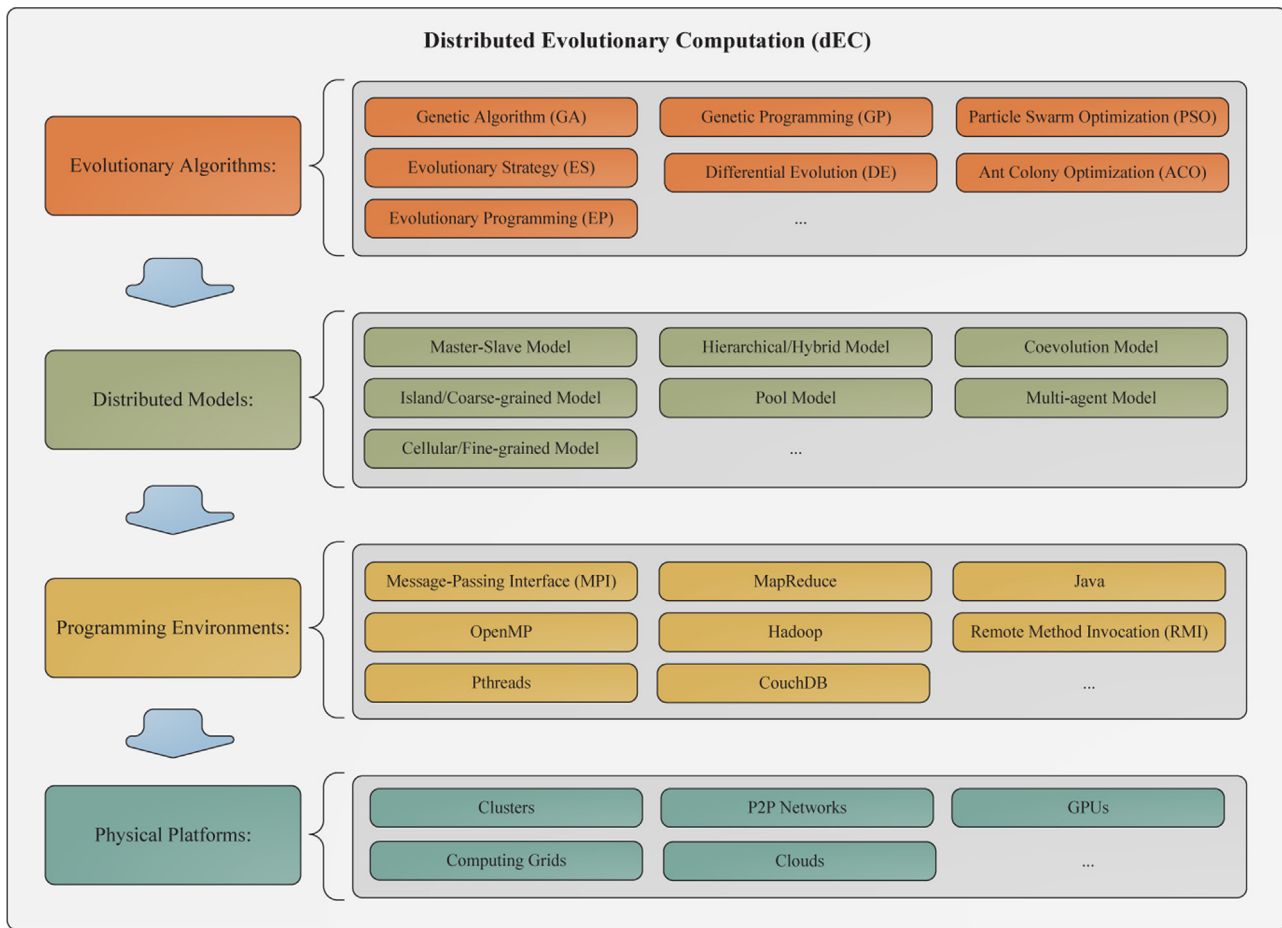 Distributed Evolutionary Computation (dEC)
Evolutionary Algorithms:
Genetic Algorithm (GA)
Genetic Programming (GP)
Particle Swarm Optimization (PSO)
Evolutionary Strategy (ES)
Differential Evolution (DE)
Ant Colony Optimization (ACO)
Evolutionary Programming (EP)
...
Distributed Models:
Master-Slave Model
Hierarchical/Hybrid Model
Coevolution Model
Island/Coarse-grained Model
Pool Model
Multi-agent Model
Cellular/Fine-grained Model
...
Programming Environments:
Message-Passing Interface (MPI)
MapReduce
Java
OpenMP
Hadoop
Remote Method Invocation (RMI)
Pthreads
CouchDB
...
Physical Platforms:
Clusters
P2P Networks
GPUs
Computing Grids
Clouds
...